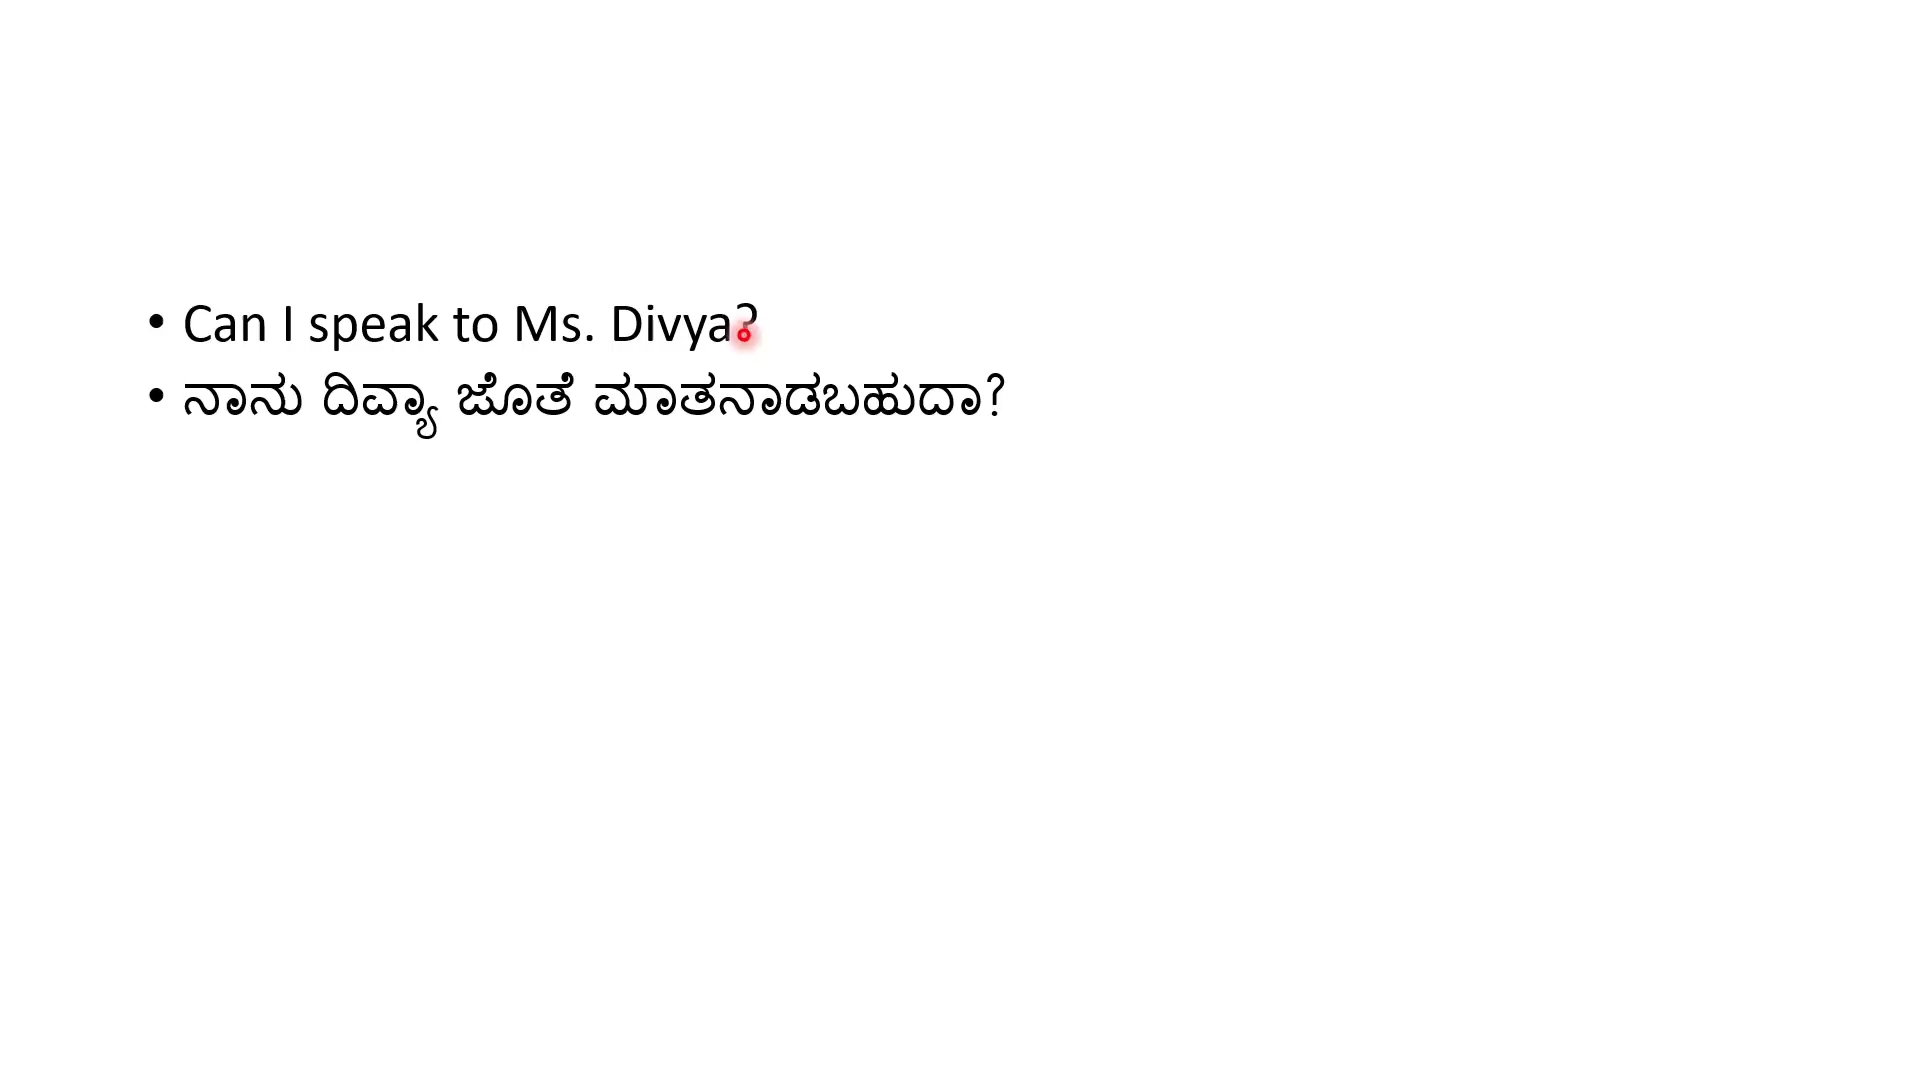 • Can I speak to Ms. Divya?
• ನಾನು ದಿವ್ಯಾ ಜೊತೆ ಮಾತನಾಡಬಹುದಾ?